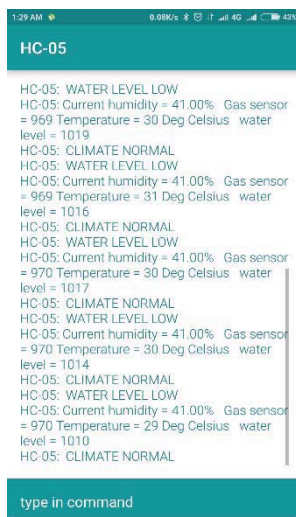 1:29 AM 0.08K/s 4G 43%
HC-05
HC-05: WATER LEVEL LOW
HC-05: Current humidity = 41.00% Gas sensor
= 969 Temperature = 30 Deg Celsius water
level = 1019
HC-05: CLIMATE NORMAL
HC-05: WATER LEVEL LOW
HC-05: Current humidity = 41.00% Gas sensor
= 969 Temperature = 31 Deg Celsius water
level = 1016
HC-05: CLIMATE NORMAL
HC-05: WATER LEVEL LOW
HC-05: Current humidity = 41.00% Gas sensor
= 970 Temperature = 30 Deg Celsius water
level = 1017
HC-05: CLIMATE NORMAL
HC-05: WATER LEVEL LOW
HC-05: Current humidity = 41.00% Gas sensor
= 970 Temperature = 30 Deg Celsius water
level = 1014
HC-05: CLIMATE NORMAL
HC-05: WATER LEVEL LOW
HC-05: Current humidity = 41.00% Gas sensor
= 970 Temperature = 29 Deg Celsius water
level = 1010
HC-05: CLIMATE NORMAL
type in command